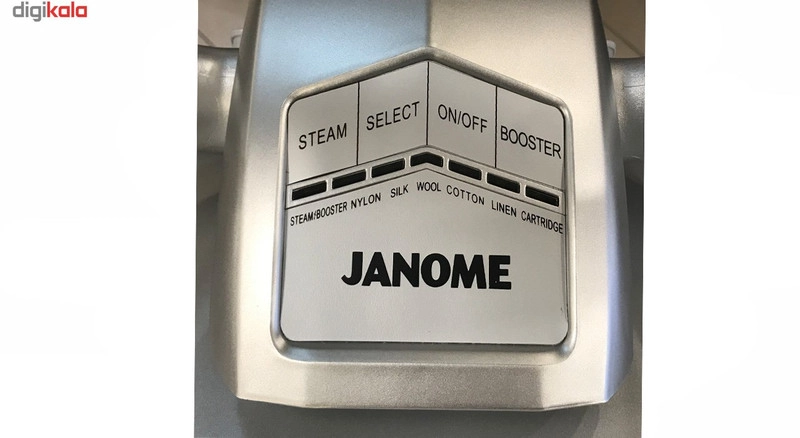 digikala
STEAM SELECT ON/OFF BOOSTER
STEAM/BOOSTER NYLON SILK WOOL COTTON LINEN CARTRIDGE
JANOME